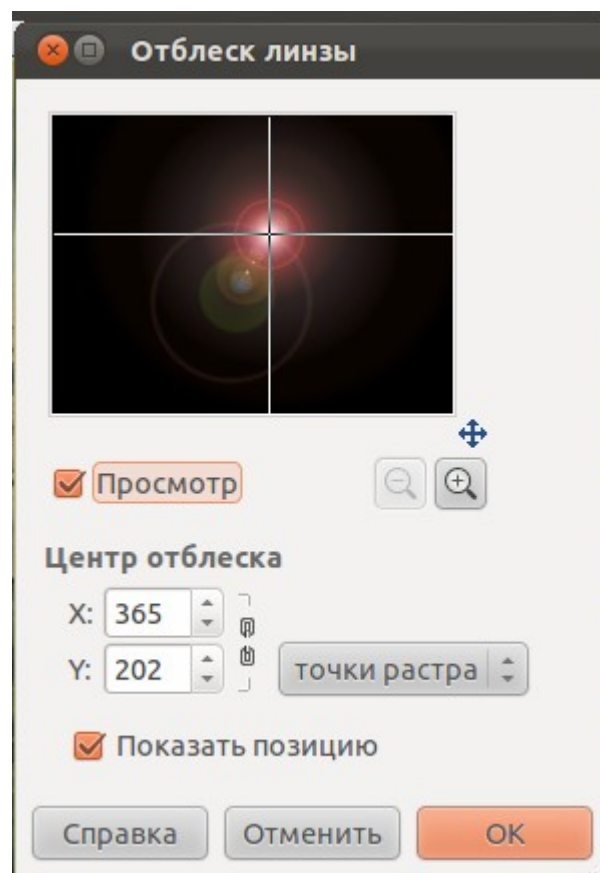 Отблеск линзы
Просмотр
Центр отблеска
X: 365
Y: 202 точки растра
Показать позицию
Справка Отменить OK